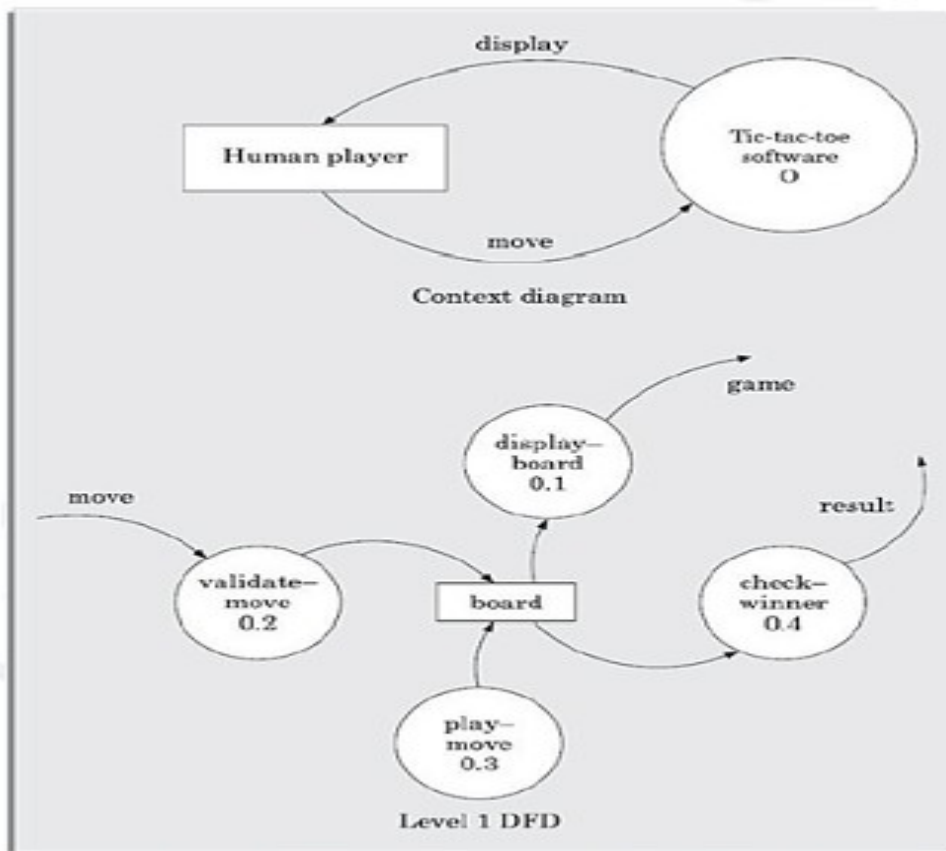 display
Human player
Tic-tac-toe
software
O
move
Context diagram
game
display–
board
0.1
move
result
validate–
move
0.2
board
check–
winner
0.4
play–
move
0.3
Level 1 DFD